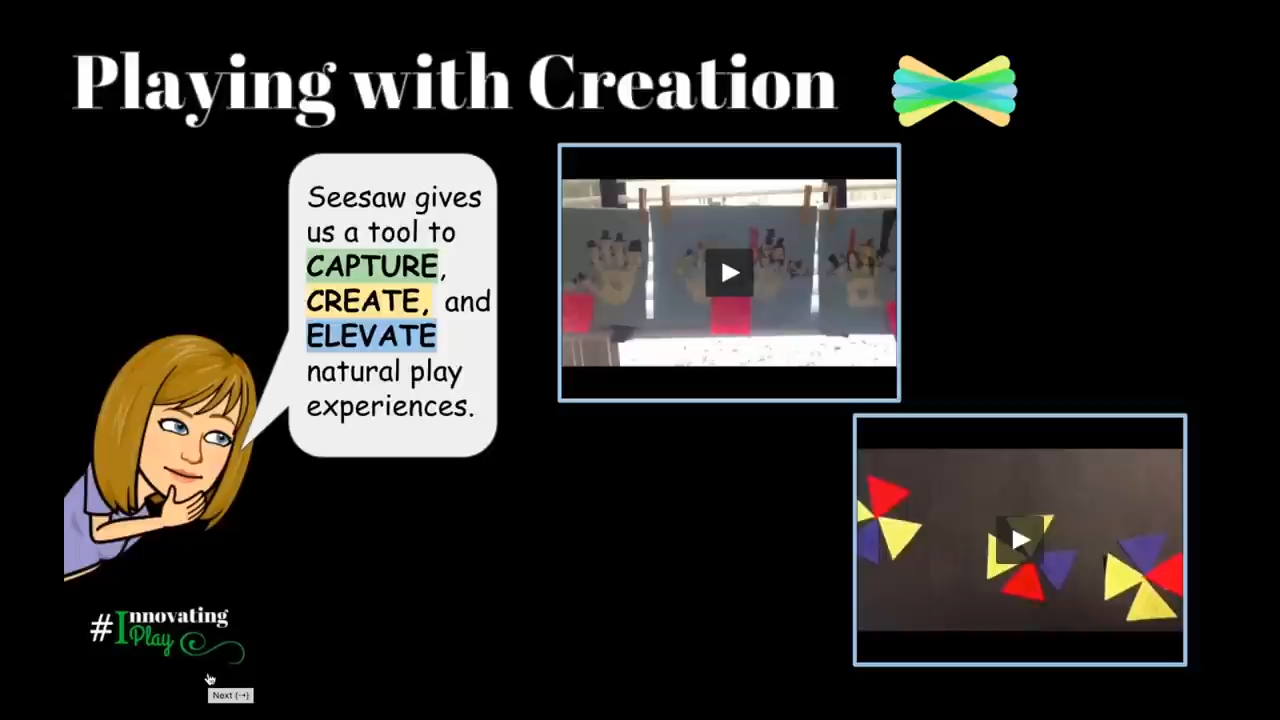 Playing with Creation
Seesaw gives
us a tool to
CAPTURE,
CREATE, and
ELEVATE
natural play
experiences.
#Innovating
Play
Next (→)